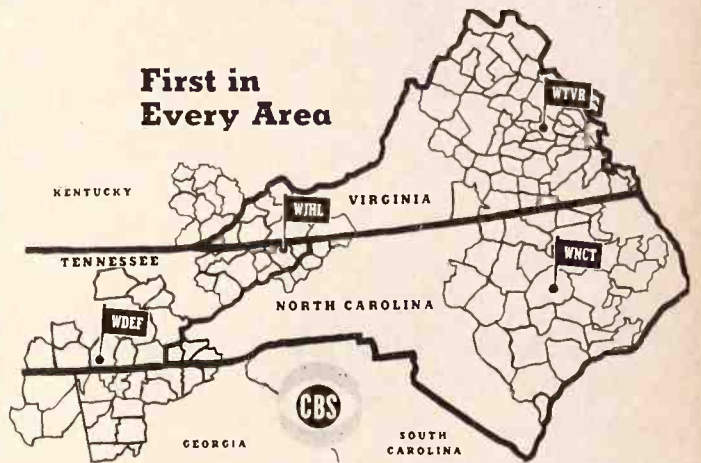 First in
Every Area
WTVR
KENTUCKY
VIRGINIA
WJHL
TENNESSEE
WNCT
NORTH CAROLINA
WDEF
CBS
GEORGIA
SOUTH
CAROLINA